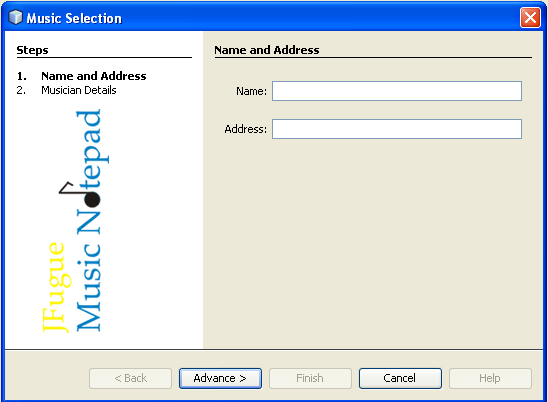 Music Selection
Steps
1. Name and Address
2. Musician Details
JFugue
Music Notepad
Name and Address
Name:
Address:
< Back
Advance >
Finish
Cancel
Help